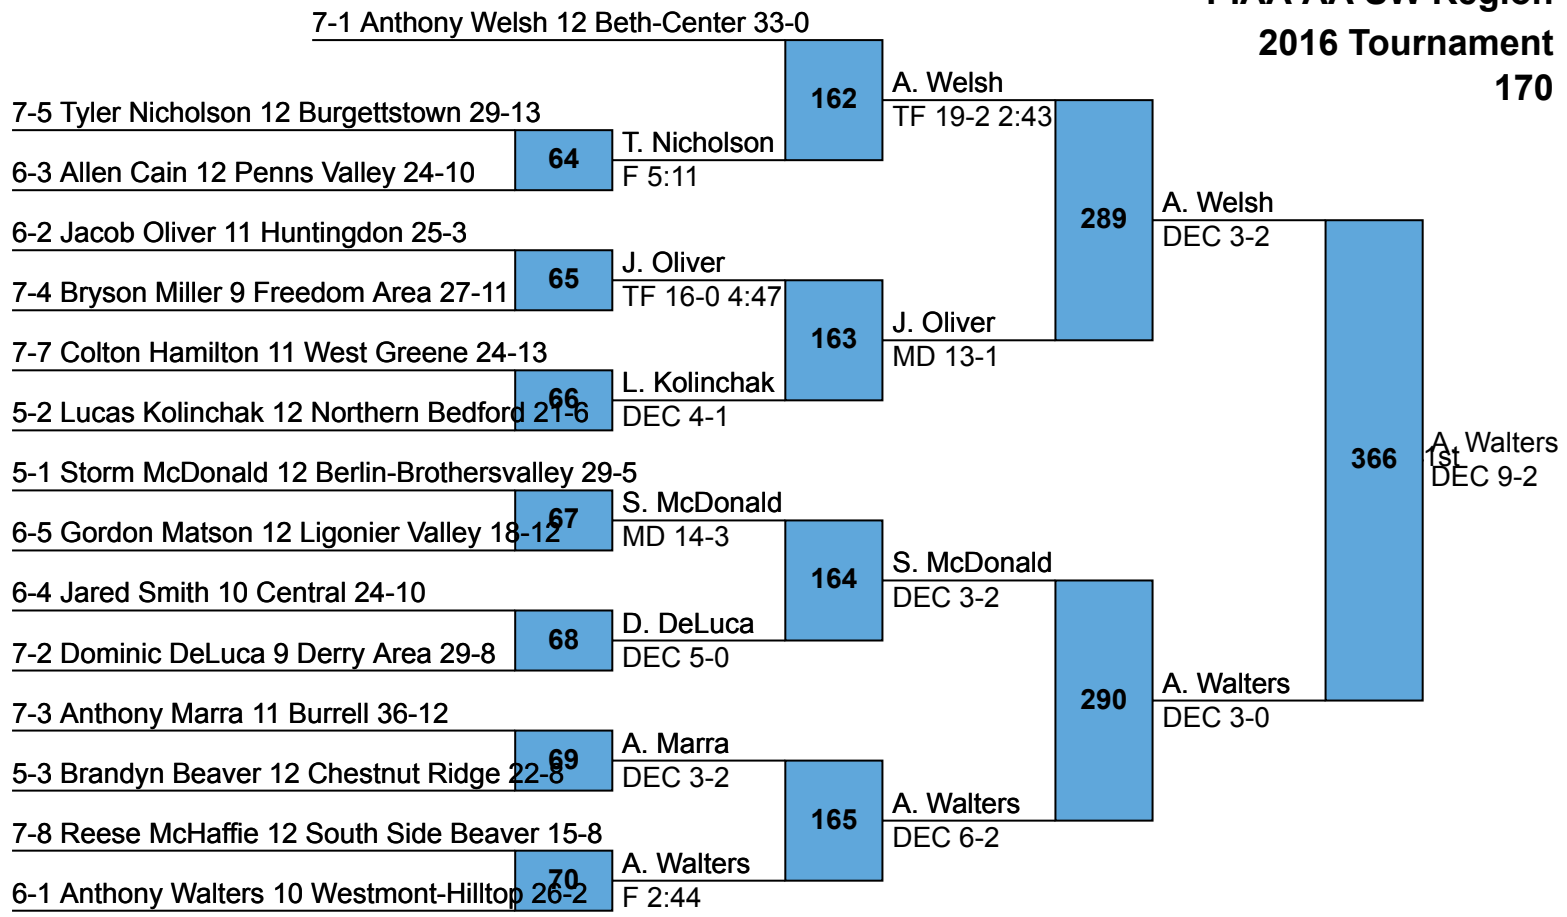 PIAA AA SW Region
2016 Tournament
170
7-1 Anthony Welsh 12 Beth-Center 33-0
7-5 Tyler Nicholson 12 Burgettstown 29-13
6-3 Allen Cain 12 Penns Valley 24-10
6-2 Jacob Oliver 11 Huntingdon 25-3
7-4 Bryson Miller 9 Freedom Area 27-11
7-7 Colton Hamilton 11 West Greene 24-13
5-2 Lucas Kolinchak 12 Northern Bedford 21-6
5-1 Storm McDonald 12 Berlin-Brothersvalley 29-5
6-5 Gordon Matson 12 Ligonier Valley 18-12
6-4 Jared Smith 10 Central 24-10
7-2 Dominic DeLuca 9 Derry Area 29-8
7-3 Anthony Marra 11 Burrell 36-12
5-3 Brandyn Beaver 12 Chestnut Ridge 22-8
7-8 Reese McHaffie 12 South Side Beaver 15-8
6-1 Anthony Walters 10 Westmont-Hilltop 26-2
64
65
66
67
68
69
70
T. Nicholson
F 5:11
J. Oliver
TF 16-0 4:47
L. Kolinchak
DEC 4-1
S. McDonald
MD 14-3
D. DeLuca
DEC 5-0
A. Marra
DEC 3-2
A. Walters
F 2:44
162
163
164
165
A. Welsh
TF 19-2 2:43
J. Oliver
MD 13-1
S. McDonald
DEC 3-2
A. Walters
DEC 6-2
289
290
A. Welsh
DEC 3-2
A. Walters
DEC 3-0
366
A. Walters
1st
DEC 9-2